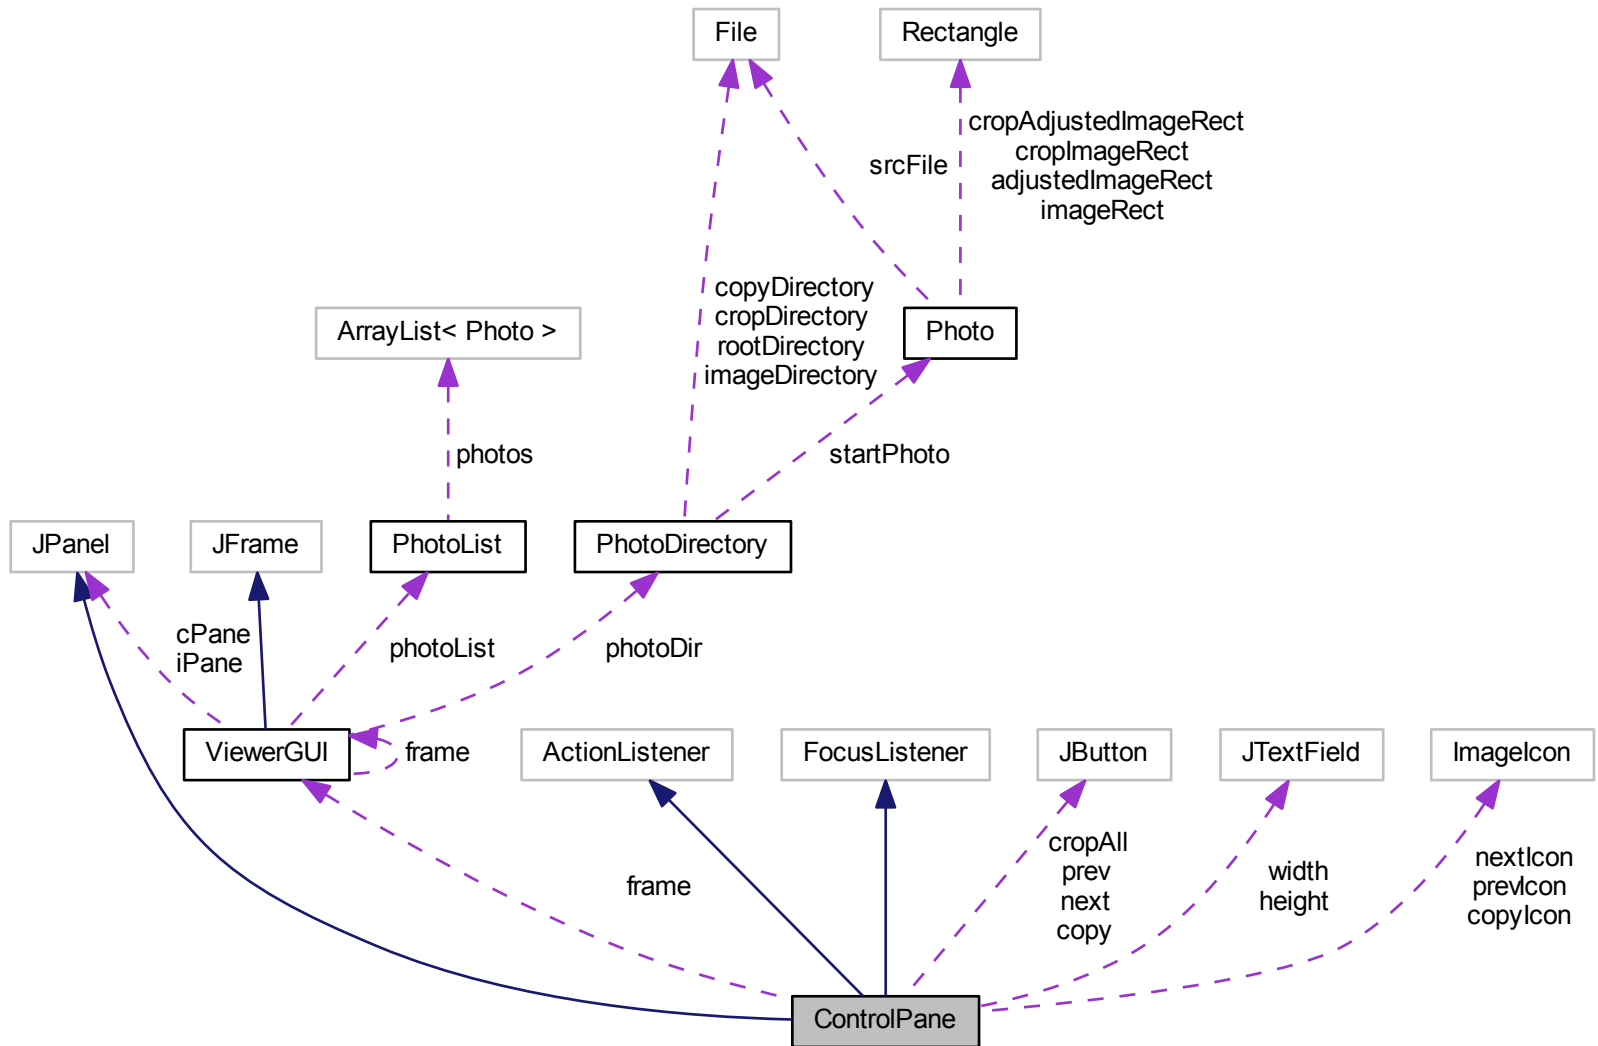 File
Rectangle
cropAdjustedImageRect
cropImageRect
adjustedImageRect
imageRect
srcFile
copyDirectory
cropDirectory
rootDirectory
imageDirectory
ArrayList< Photo >
Photo
photos
startPhoto
JPanel
JFrame
PhotoList
PhotoDirectory
cPane
iPane
photoList
photoDir
ViewerGUI
frame
ActionListener
FocusListener
JButton
JTextField
ImageIcon
frame
cropAll
prev
next
copy
width
height
nextIcon
prevIcon
copyIcon
ControlPane